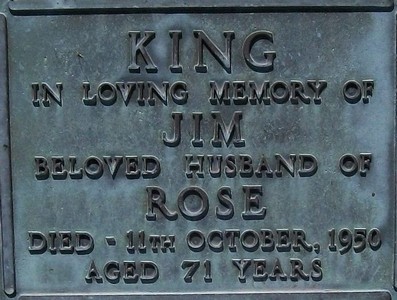 KING
IN LOVING MEMORY OF
JIM
BELOVED HUSBAND OF
ROSE
DIED - 11TH OCTOBER, 1950
AGED 71 YEARS